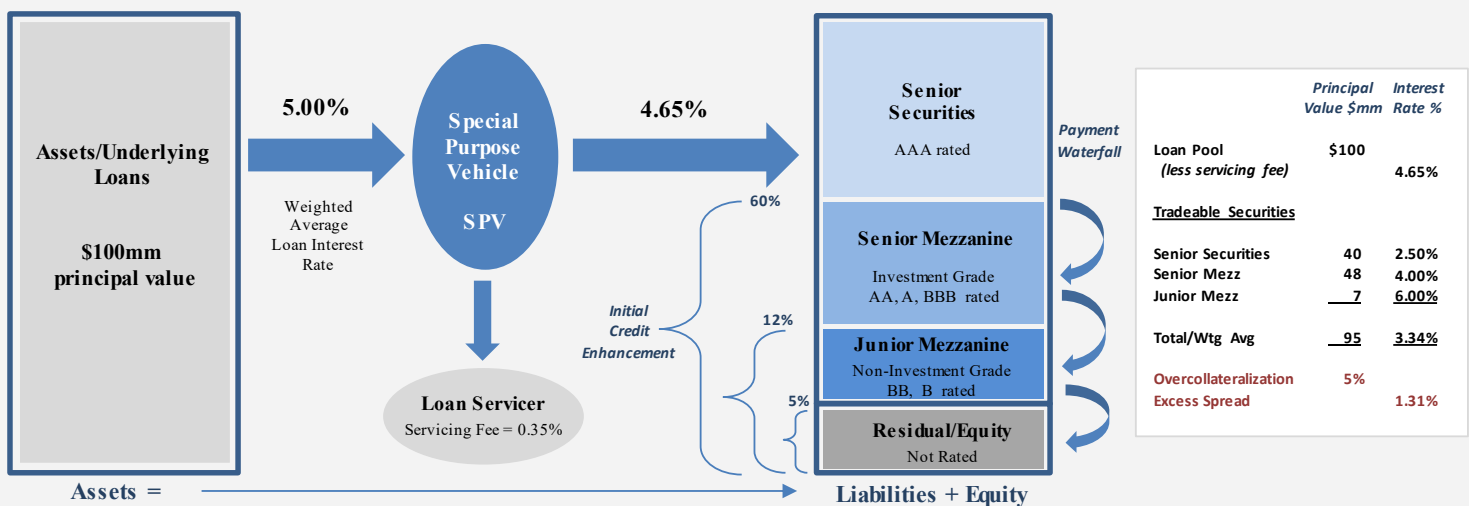 Assets/Underlying
Loans
$100mm
principal value
5.00%
Weighted
Average
Loan Interest
Rate
Special
Purpose
Vehicle
SPV
4.65%
Loan Servicer
Servicing Fee = 0.35%
Initial
Credit
Enhancement
60%
12%
5%
Senior
Securities
AAA rated
Senior Mezzanine
Investment Grade
AA, A, BBB rated
Junior Mezzanine
Non-Investment Grade
BB, B rated
Residual/Equity
Not Rated
Payment
Waterfall
Assets =
Liabilities + Equity
Principal Interest
Value $mm Rate %
Loan Pool $100
(less servicing fee) 4.65%
Tradeable Securities
Senior Securities 40 2.50%
Senior Mezz 48 4.00%
Junior Mezz 7 6.00%
Total/Wtg Avg 95 3.34%
Overcollateralization 5%
Excess Spread 1.31%